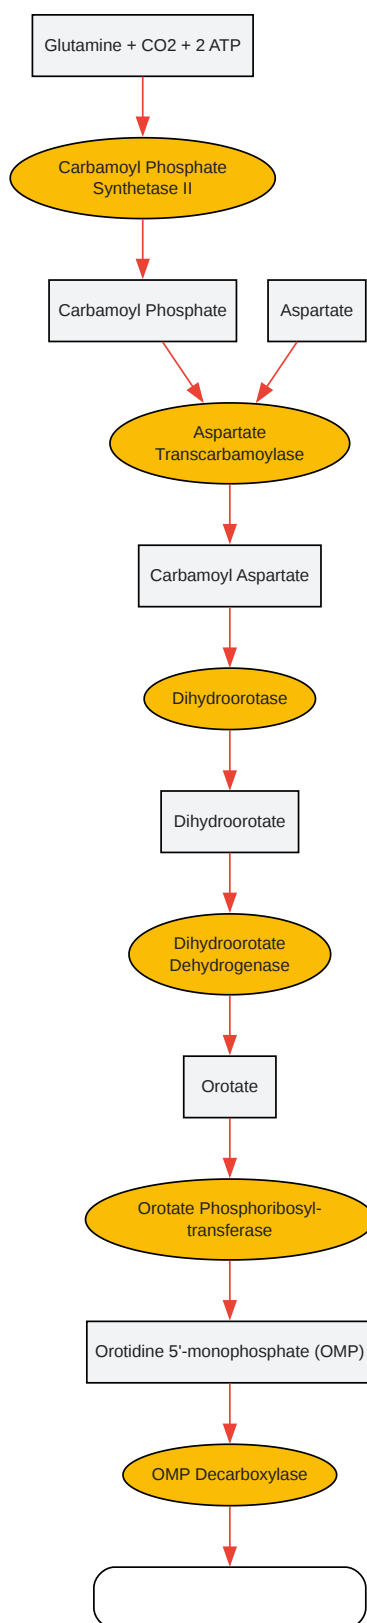 Glutamine + CO2 + 2 ATP
Carbamoyl Phosphate
Synthetase II
Carbamoyl Phosphate
Aspartate
Aspartate
Transcarbamoylase
Carbamoyl Aspartate
Dihydroorotase
Dihydroorotate
Dihydroorotate
Dehydrogenase
Orotate
Orotate Phosphoribosyl-
transferase
Orotidine 5'-monophosphate (OMP)
OMP Decarboxylase